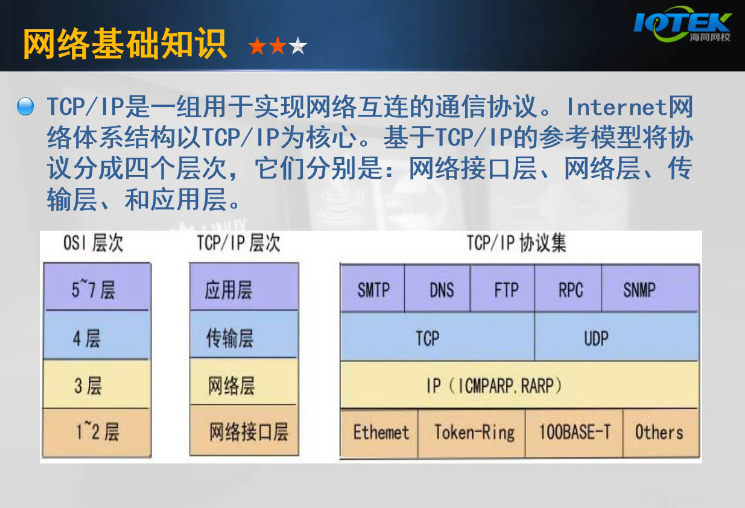 网络基础知识
IOTEK
海同网校
TCP/IP是一组用于实现网络互连的通信协议。Internet网
络体系结构以TCP/IP为核心。基于TCP/IP的参考模型将协
议分成四个层次，它们分别是：网络接口层、网络层、传
输层、和应用层。
OSI 层次 TCP/IP 层次 TCP/IP 协议集
5~7 层 应用层 SMTP DNS FTP RPC SNMP
4 层 传输层 TCP UDP
3 层 网络层 IP（ICMPARP.RARP）
1~2 层 网络接口层 Ethemet Token-Ring 100BASE-T Others